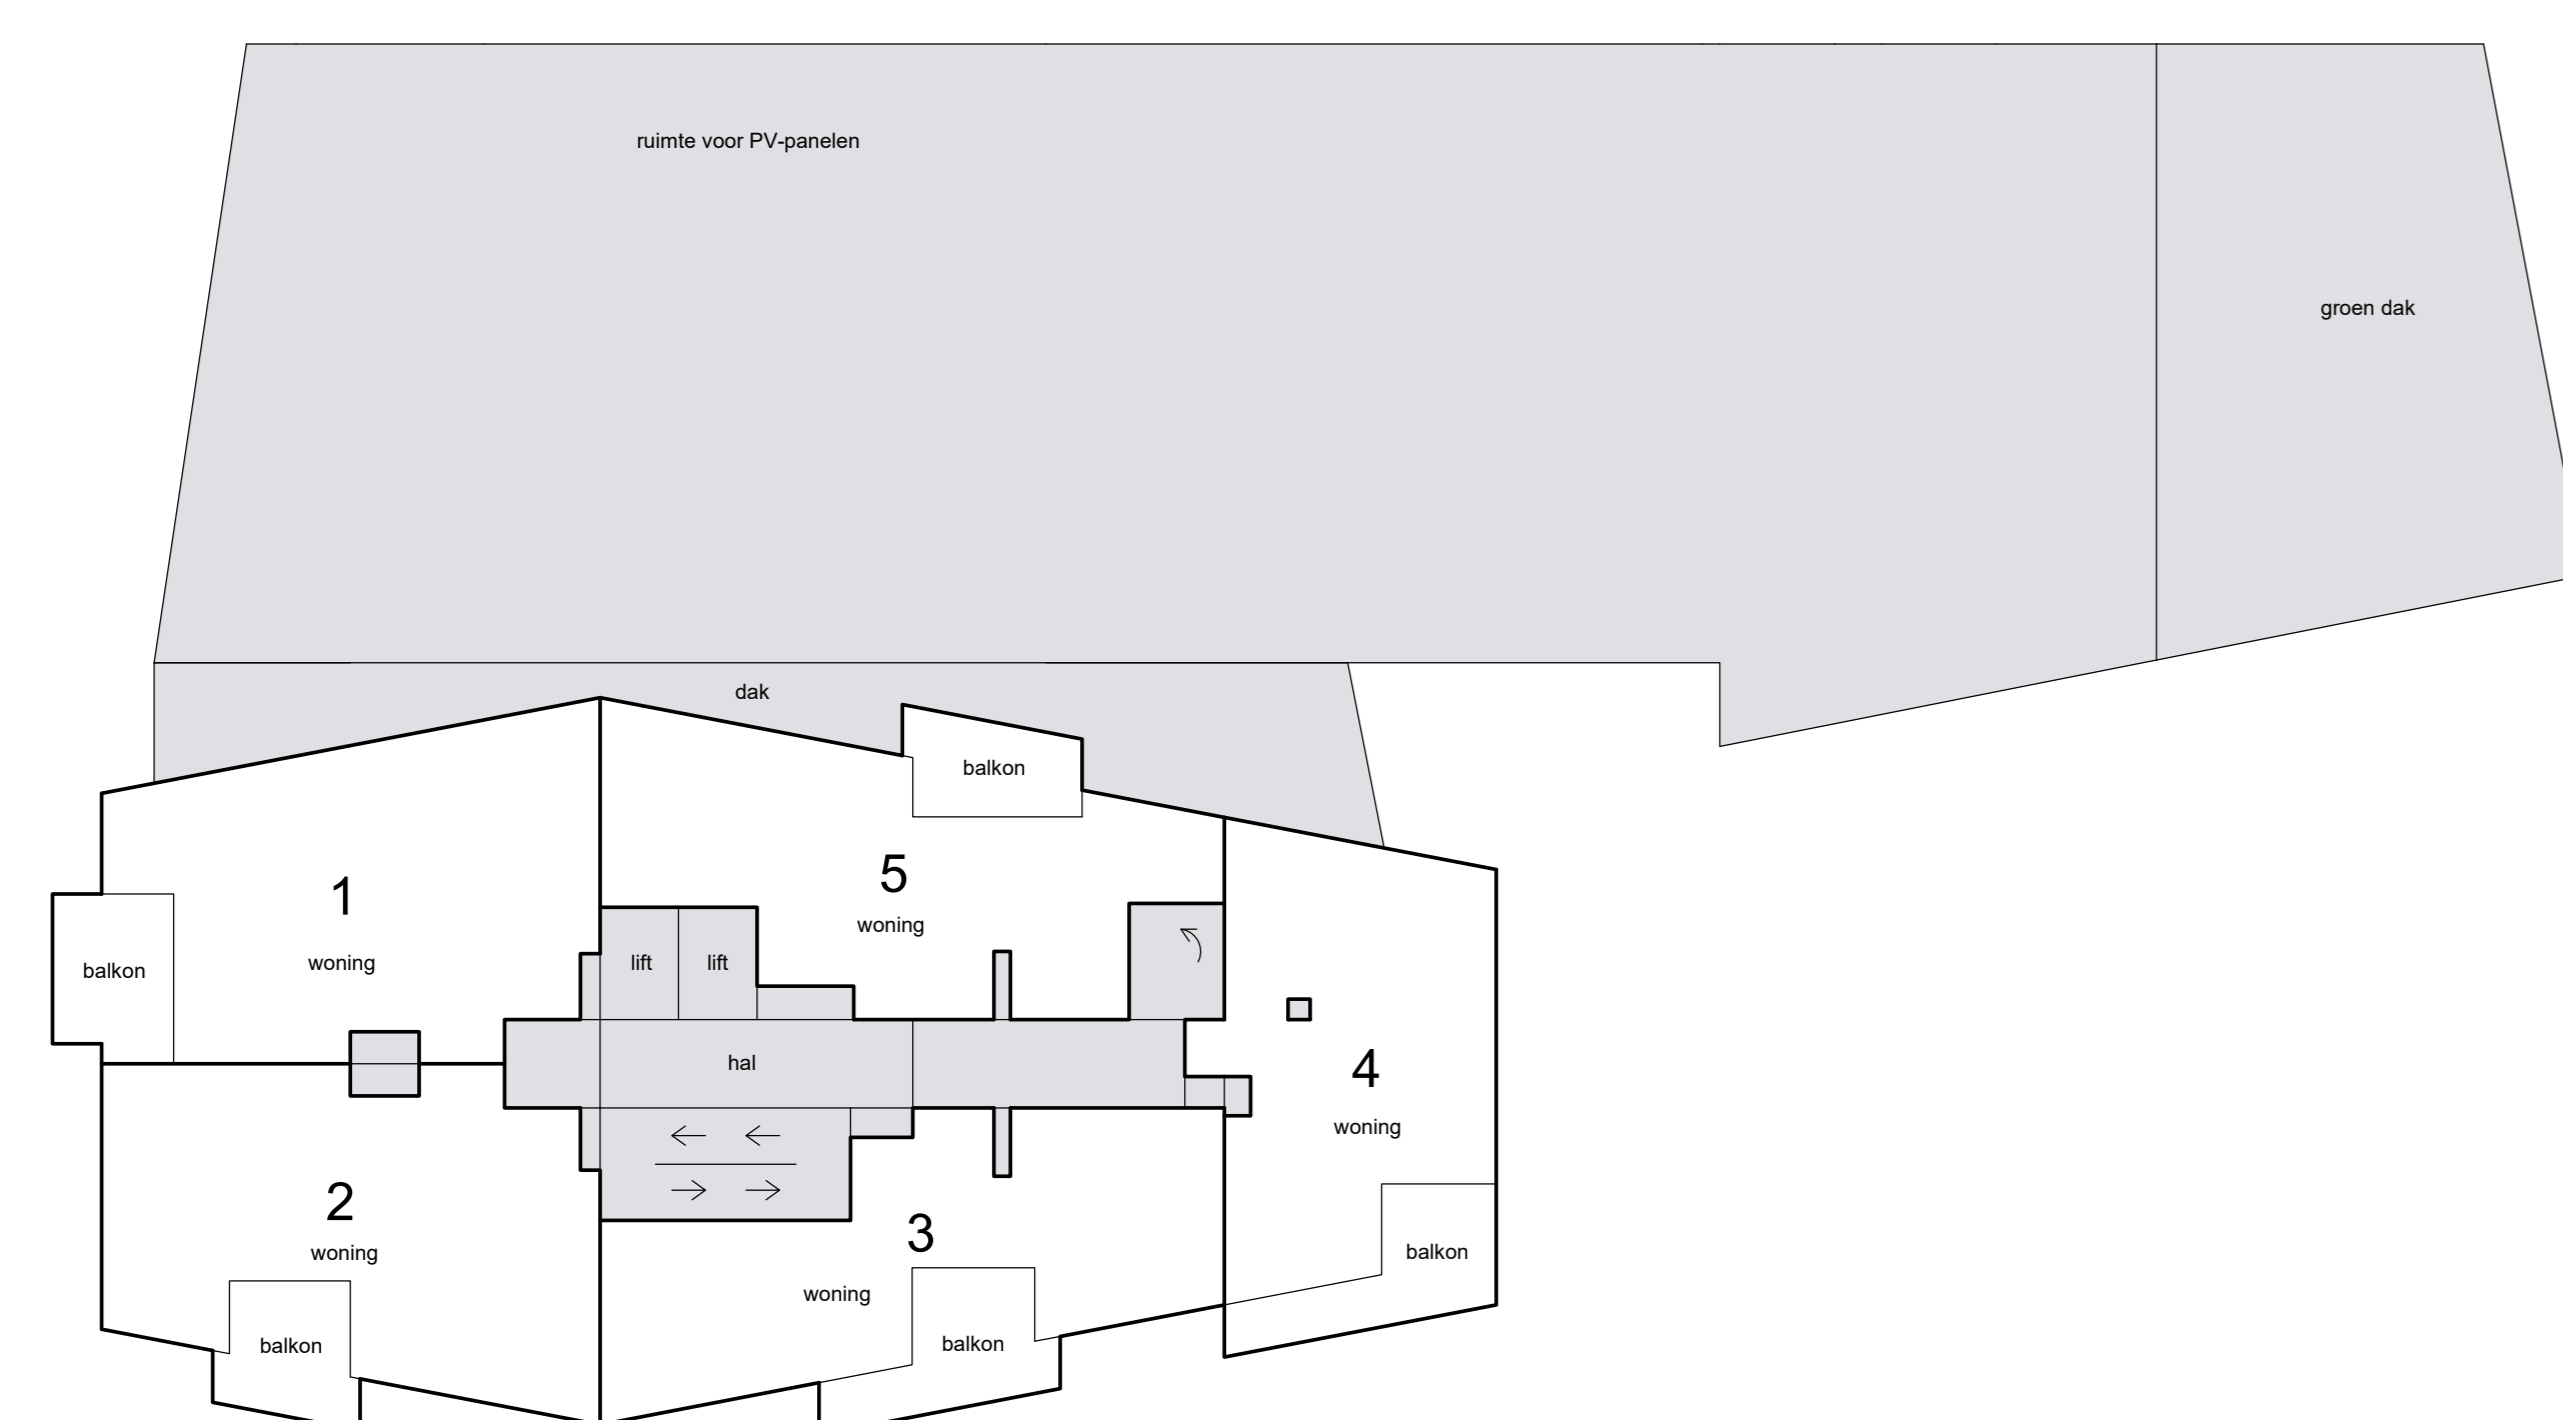 ruimte voor PV-panelen
groen dak
dak
balkon
5
woning
1
woning
balkon
lift
lift
hal
4
woning
2
woning
3
woning
balkon
balkon
balkon